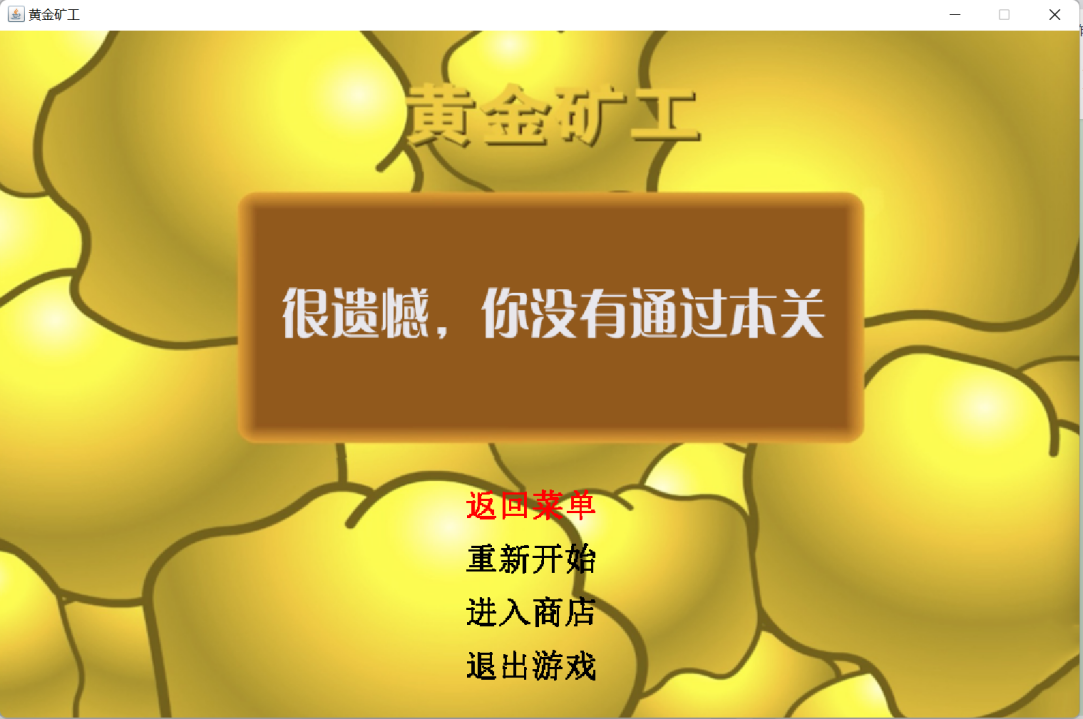 黄金矿工
黄金矿工
很遗憾，你没有通过本关
返回菜单
重新开始
进入商店
退出游戏